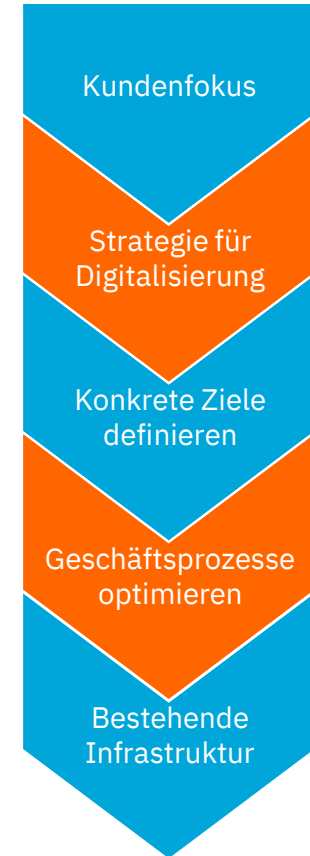 Kundenfokus
Strategie für
Digitalisierung
Konkrete Ziele
definieren
Geschäftsprozesse
optimieren
Bestehende
Infrastruktur